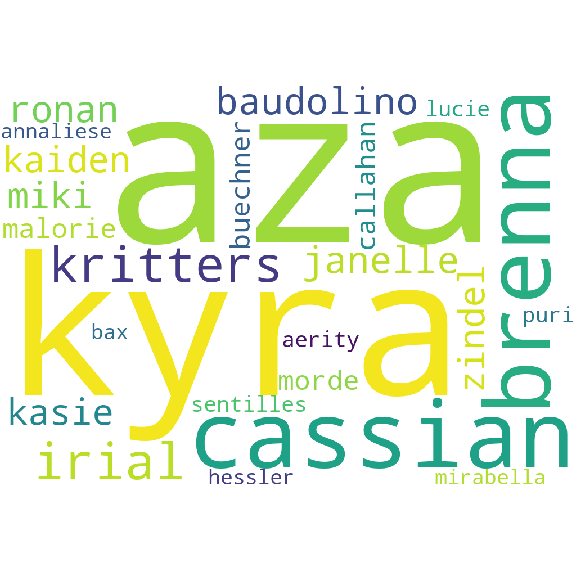 aza
kyra
brenna
cassian
ronan
baudolino
lucie
annaliese
kaiden
buechner
callahan
miki
malorie
kritters
janelle
zindel
puri
bax
aerity
morde
kasie
sentilles
irial
hessler
mirabella